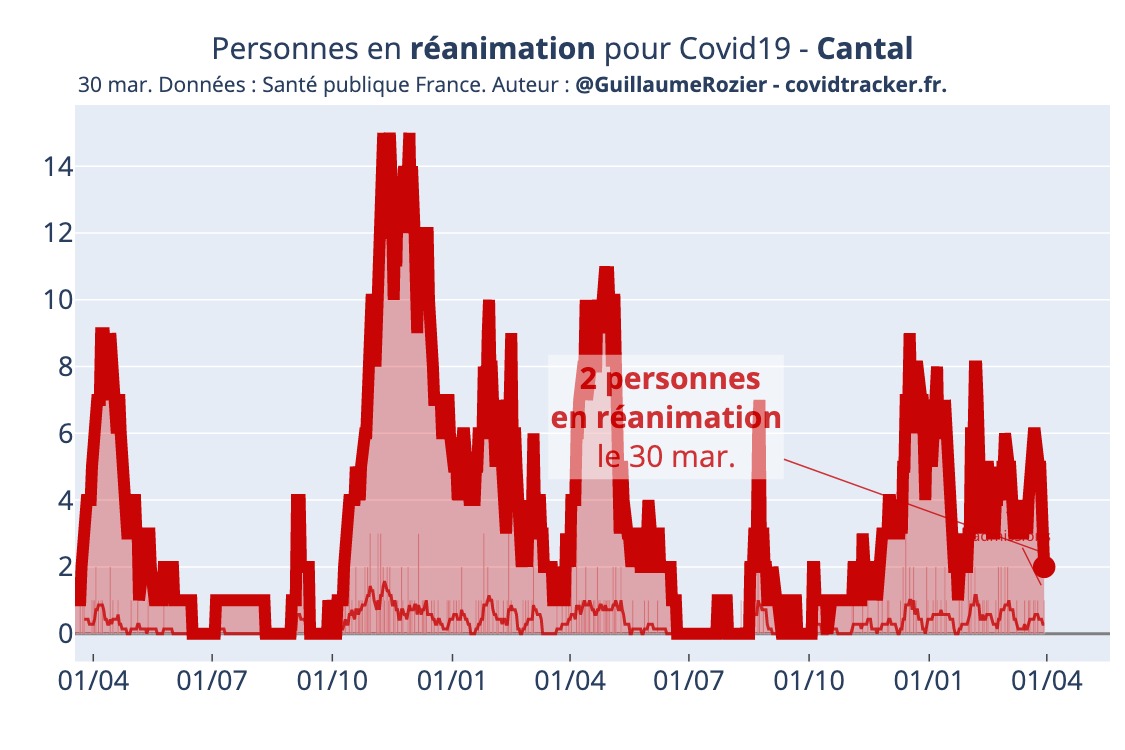 Personnes en réanimation pour Covid19 - Cantal
30 mar. Données : Santé publique France. Auteur : @GuillaumeRozier - covidtracker.fr.
14
12
10
8
6
4
2
0
2 personnes
en réanimation
le 30 mar.
admissions
01/04
01/07
01/10
01/01
01/04
01/07
01/10
01/01
01/04